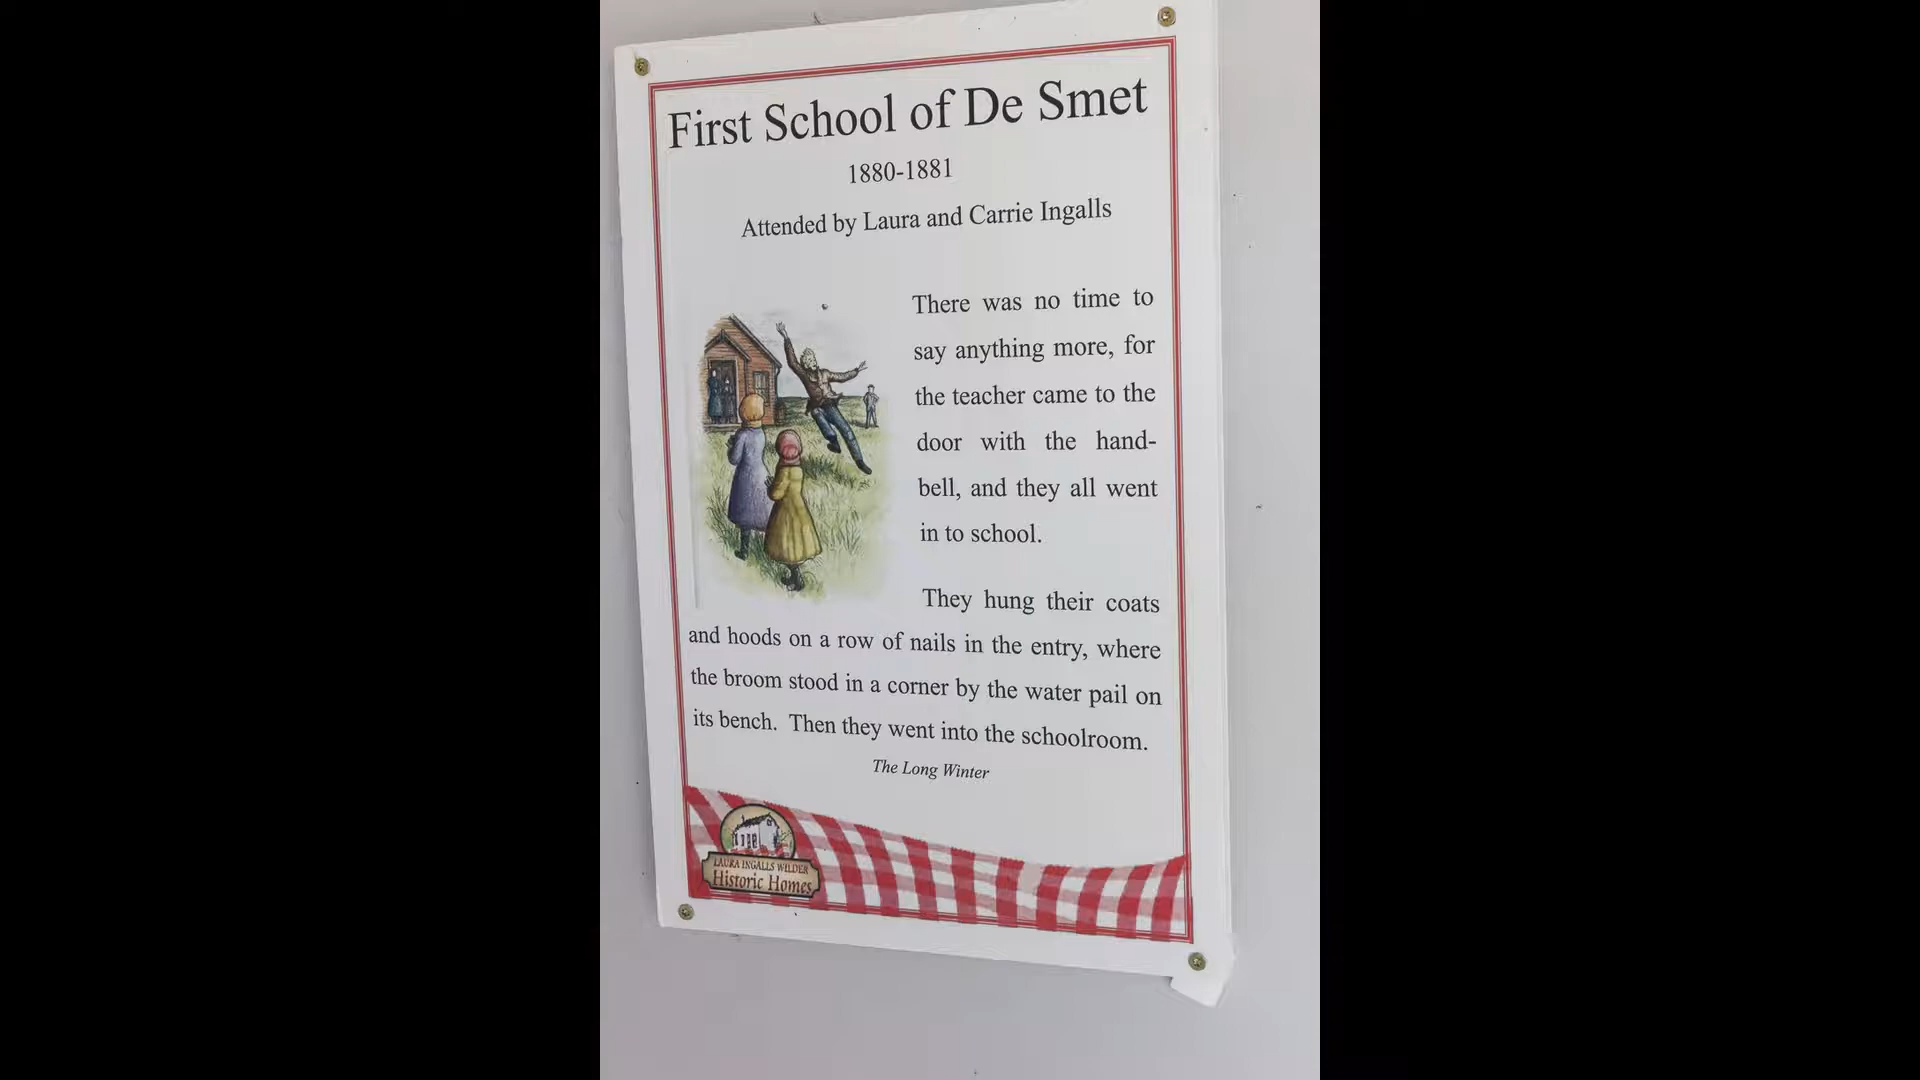 First School of De Smet
1880-1881
Attended by Laura and Carrie Ingalls
There was no time to
say anything more, for
the teacher came to the
door with the hand-
bell, and they all went
in to school.
They hung their coats
and hoods on a row of nails in the entry, where
the broom stood in a corner by the water pail on
its bench. Then they went into the schoolroom.
The Long Winter
LAURA INGALLS WILDER
Historic Homes